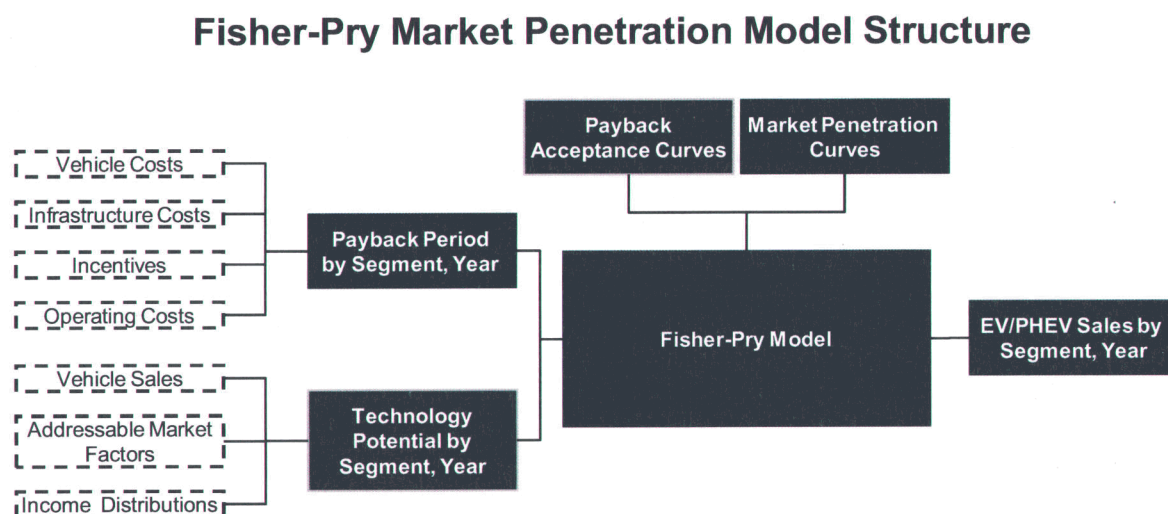 Fisher-Pry Market Penetration Model Structure
Payback
Acceptance Curves
Market Penetration
Curves
Vehicle Costs
Infrastructure Costs
Incentives
Operating Costs
Payback Period
by Segment, Year
Fisher-Pry Model
EV/PHEV Sales by
Segment, Year
Vehicle Sales
Addressable Market
Factors
Income Distributions
Technology
Potential by
Segment, Year